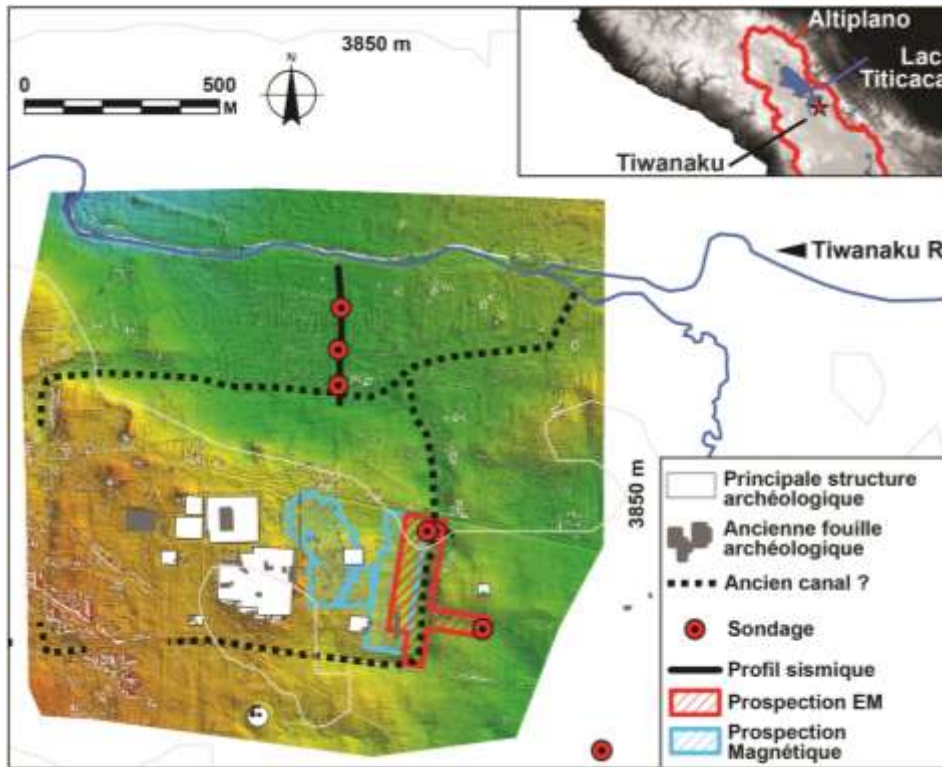 3850 m
0 500
M
N
Altiplano
Lac
Titicaca
Tiwanaku
Tiwanaku R
3850 m
Principale structure
archéologique
Ancienne fouille
archéologique
Ancien canal ?
Sondage
Profil sismique
Prospection EM
Prospection
Magnétique